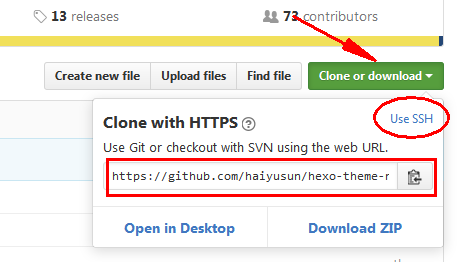 13 releases
73 contributors
Create new file
Upload files
Find file
Clone or download
Use SSH
Clone with HTTPS
Use Git or checkout with SVN using the web URL.
https://github.com/haiyusun/hexo-theme-r
Open in Desktop
Download ZIP